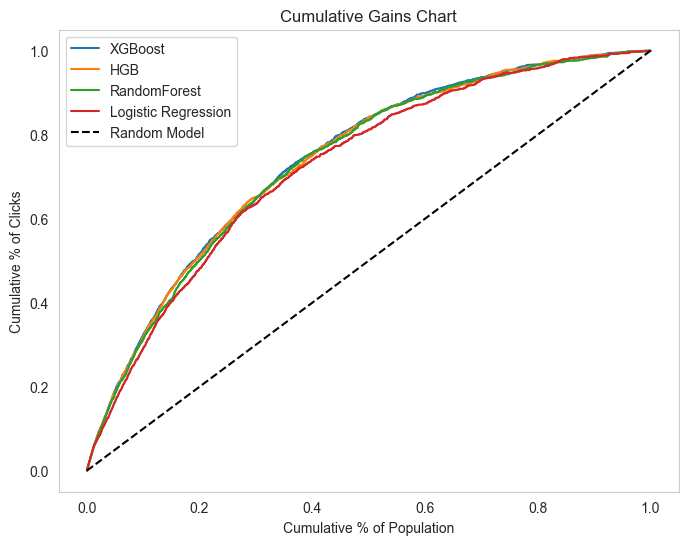 Cumulative Gains Chart
XGBoost
HGB
RandomForest
Logistic Regression
Random Model
1.0
0.8
0.6
0.4
0.2
0.0
Cumulative % of Clicks
0.0 0.2 0.4 0.6 0.8 1.0
Cumulative % of Population